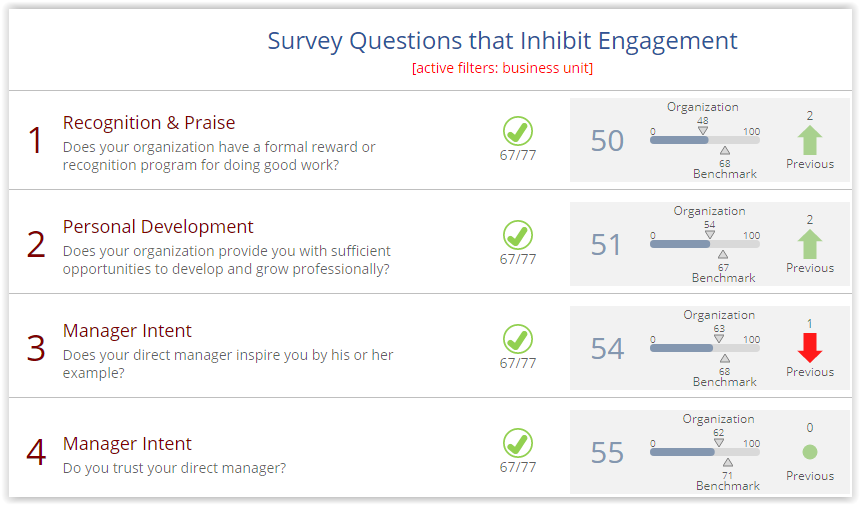 Survey Questions that Inhibit Engagement
[active filters: business unit]
1
Recognition & Praise
Does your organization have a formal reward or
recognition program for doing good work?
67/77
50
Organization
48
0 100
68
Benchmark
2
Previous
2
Personal Development
Does your organization provide you with sufficient
opportunities to develop and grow professionally?
67/77
51
Organization
54
0 100
67
Benchmark
2
Previous
3
Manager Intent
Does your direct manager inspire you by his or her
example?
67/77
54
Organization
63
0 100
68
Benchmark
1
Previous
4
Manager Intent
Do you trust your direct manager?
67/77
55
Organization
62
0 100
71
Benchmark
0
Previous